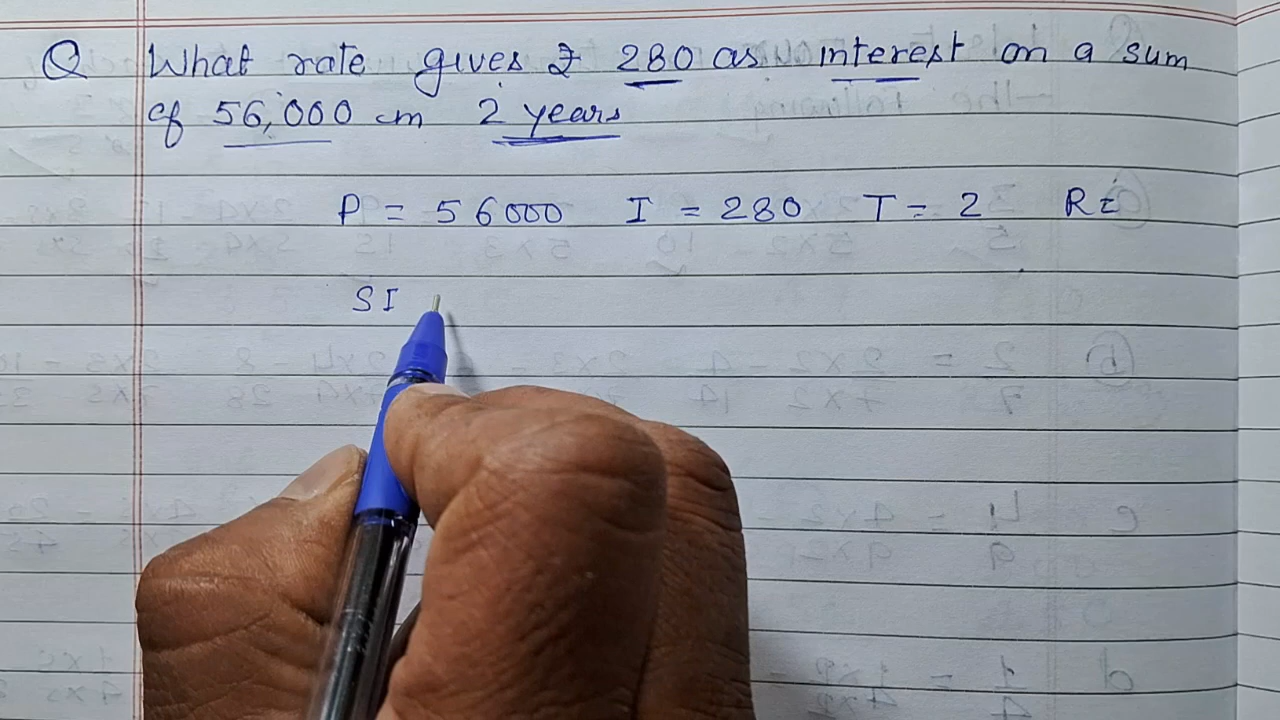 Q What rate gives ₹ 280 as interest on a sum
of 56,000 in 2 years
P = 56000 I = 280 T = 2 R =
SI